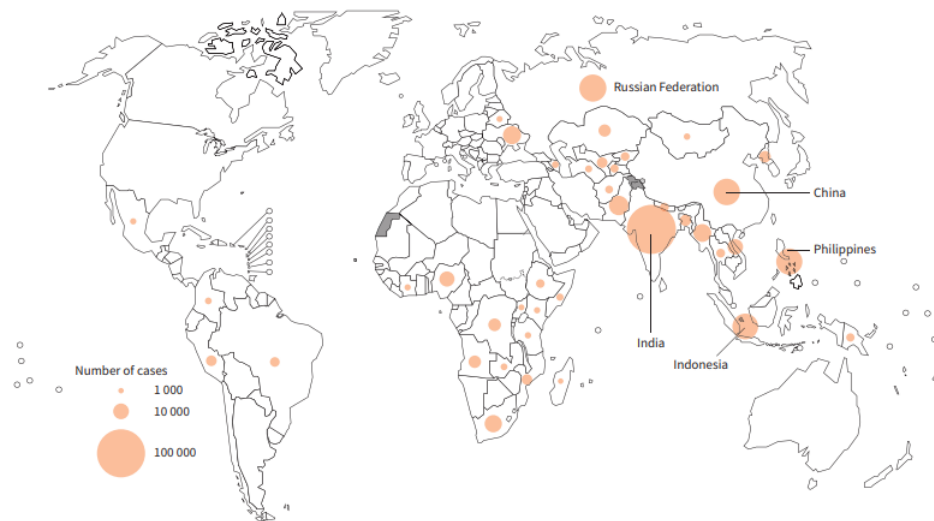 Russian Federation
China
Philippines
India
Indonesia
Number of cases
1 000
10 000
100 000